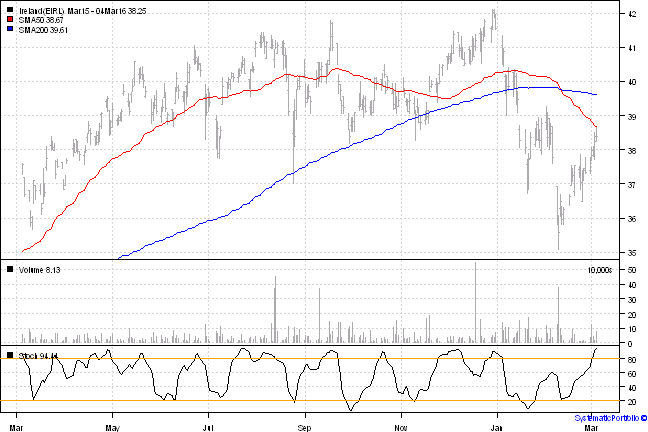 Ireland(EIRL), Mar15 - 04Mar16 38.25
SMA50 38.67
SMA200 39.61
42
41
40
39
38
37
36
35
Volume 8.13
10,000s
50
40
30
20
10
0
Stoch
80
60
40
20
SystematicPortfolio ©
Mar May Jul Sep Nov Jan Mar